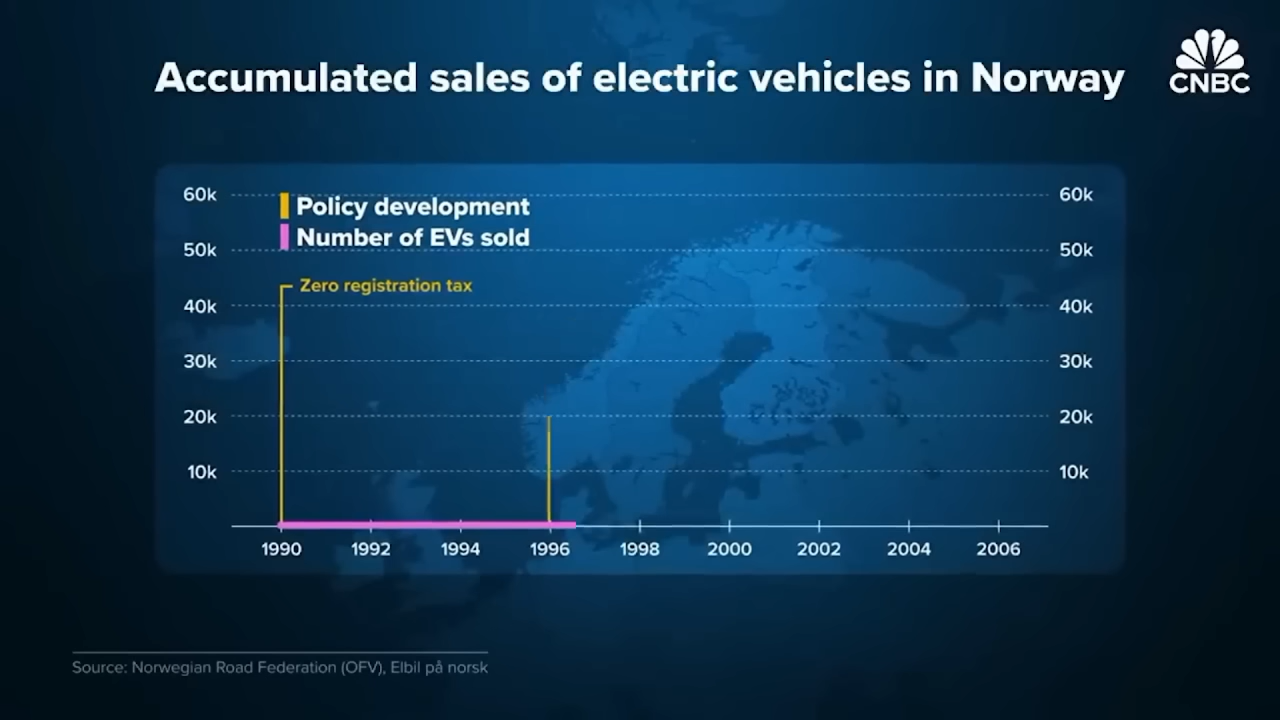 Accumulated sales of electric vehicles in Norway
CNBC
60k
60k
Policy development
Number of EVs sold
50k
50k
Zero registration tax
40k
40k
30k
30k
20k
20k
10k
10k
1990 1992 1994 1996 1998 2000 2002 2004 2006
Source: Norwegian Road Federation (OFV), Elbil på norsk